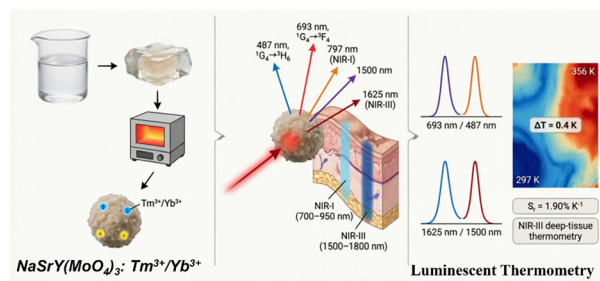 Tm³⁺/Yb³⁺
NaSrY(MoO₄)₃: Tm³⁺/Yb³⁺
487 nm,
¹G₄→³H₆
693 nm,
¹G₄→³F₄
797 nm
(NIR-I)
1500 nm
1625 nm
(NIR-III)
NIR-I
(700–950 nm)
NIR-III
(1500–1800 nm)
693 nm / 487 nm
1625 nm / 1500 nm
356 K
ΔT = 0.4 K
297 K
Sᵣ = 1.90% K⁻¹
NIR-III deep-tissue
thermometry
Luminescent Thermometry